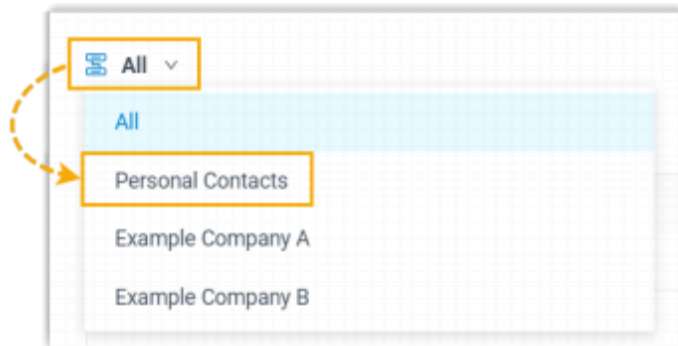 All
All
Personal Contacts
Example Company A
Example Company B